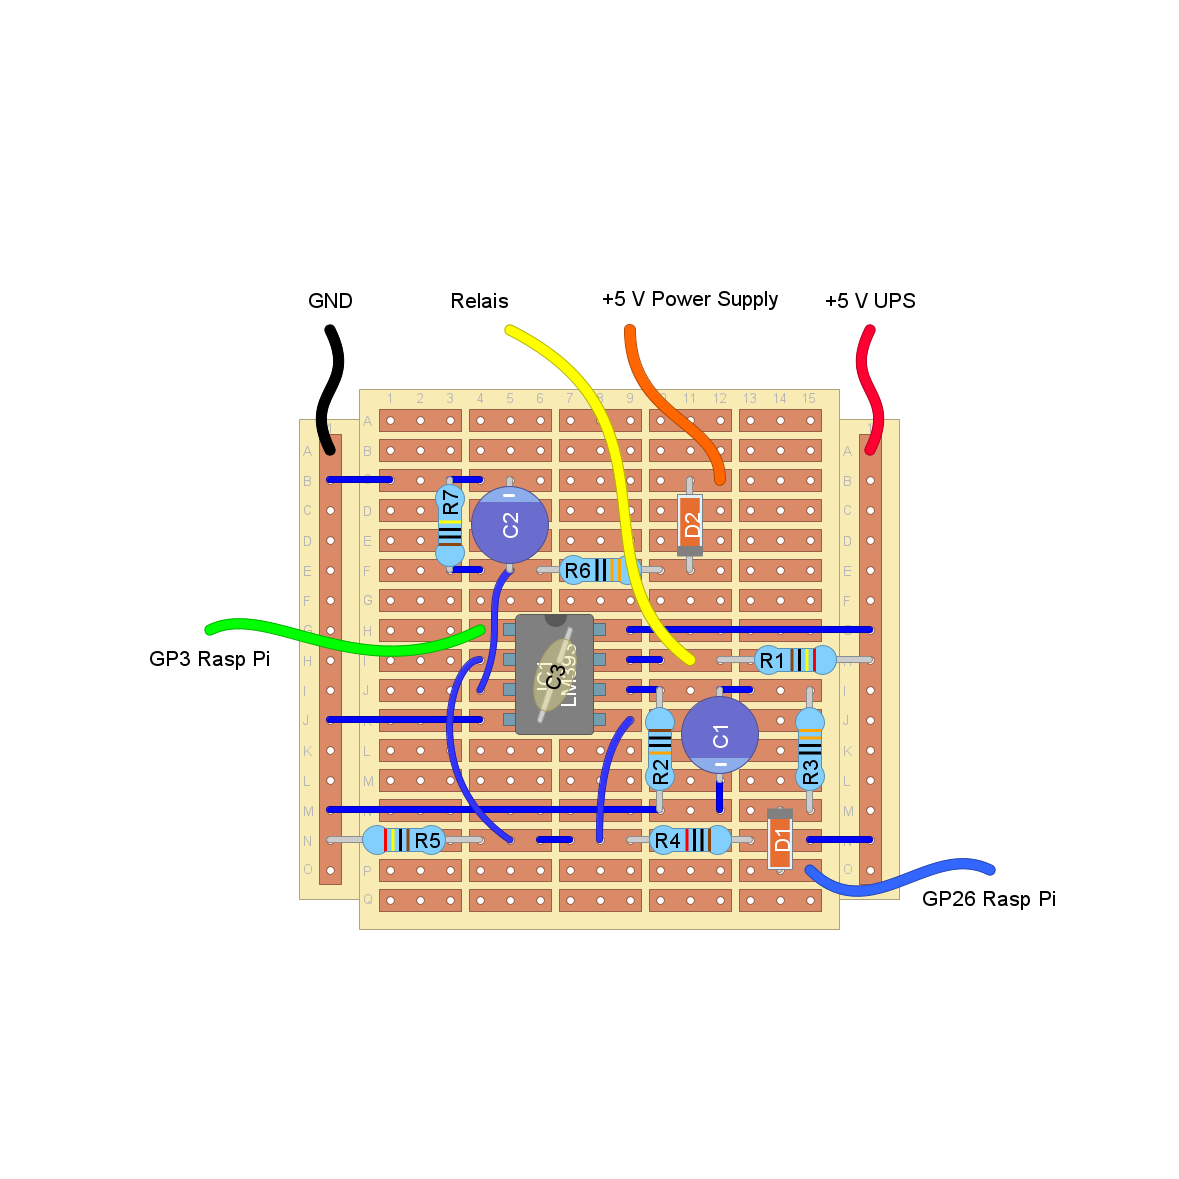 GND
Relais
+5 V Power Supply
+5 V UPS
1 2 3 4 5 6 7 8 9 10 11 12 13 14 15
A
B
C
D
E
F
G
H
I
J
K
L
M
N
O
A
B
C
D
E
F
G
H
I
J
K
L
M
P
Q
A
B
C
D
E
F
G
H
I
J
K
L
M
N
O
R7
C2
D2
R6
IC1
LM393
C3
R1
R2
C1
R3
R5
R4
D1
GP3 Rasp Pi
GP26 Rasp Pi